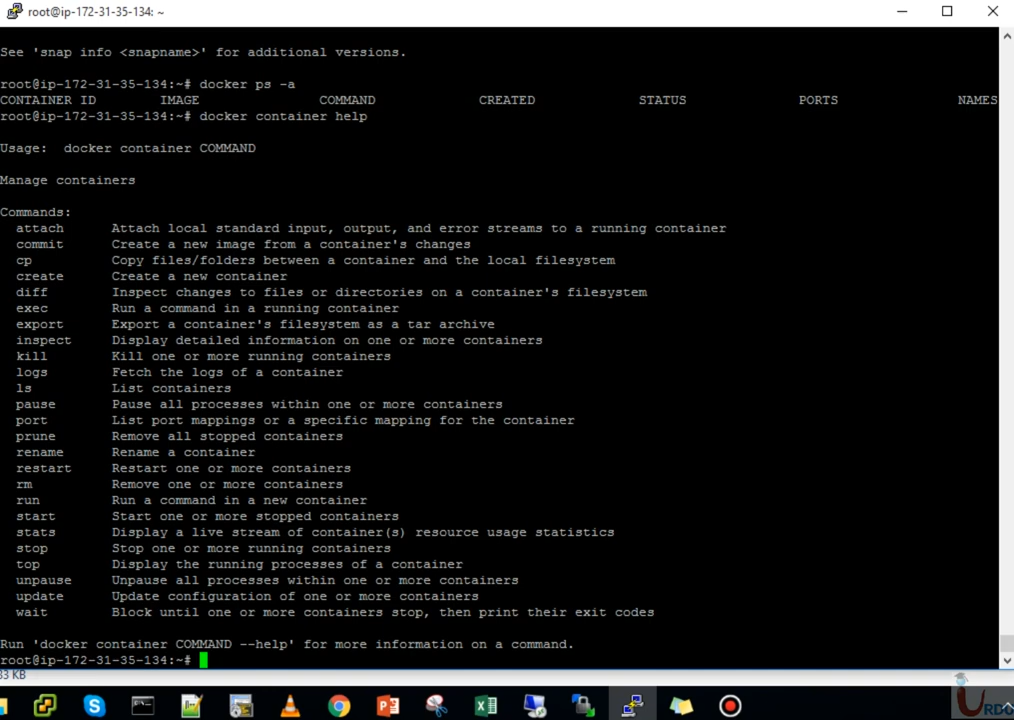 root@ip-172-31-35-134: ~
See 'snap info <snapname>' for additional versions.
root@ip-172-31-35-134:~# docker ps -a
CONTAINER ID        IMAGE               COMMAND             CREATED             STATUS              PORTS               NAMES
root@ip-172-31-35-134:~# docker container help
Usage:  docker container COMMAND
Manage containers
Commands:
  attach      Attach local standard input, output, and error streams to a running container
  commit      Create a new image from a container's changes
  cp          Copy files/folders between a container and the local filesystem
  create      Create a new container
  diff        Inspect changes to files or directories on a container's filesystem
  exec        Run a command in a running container
  export      Export a container's filesystem as a tar archive
  inspect     Display detailed information on one or more containers
  kill        Kill one or more running containers
  logs        Fetch the logs of a container
  ls          List containers
  pause       Pause all processes within one or more containers
  port        List port mappings or a specific mapping for the container
  prune       Remove all stopped containers
  rename      Rename a container
  restart     Restart one or more containers
  rm          Remove one or more containers
  run         Run a command in a new container
  start       Start one or more stopped containers
  stats       Display a live stream of container(s) resource usage statistics
  stop        Stop one or more running containers
  top         Display the running processes of a container
  unpause     Unpause all processes within one or more containers
  update      Update configuration of one or more containers
  wait        Block until one or more containers stop, then print their exit codes
Run 'docker container COMMAND --help' for more information on a command.
root@ip-172-31-35-134:~#
33 KB